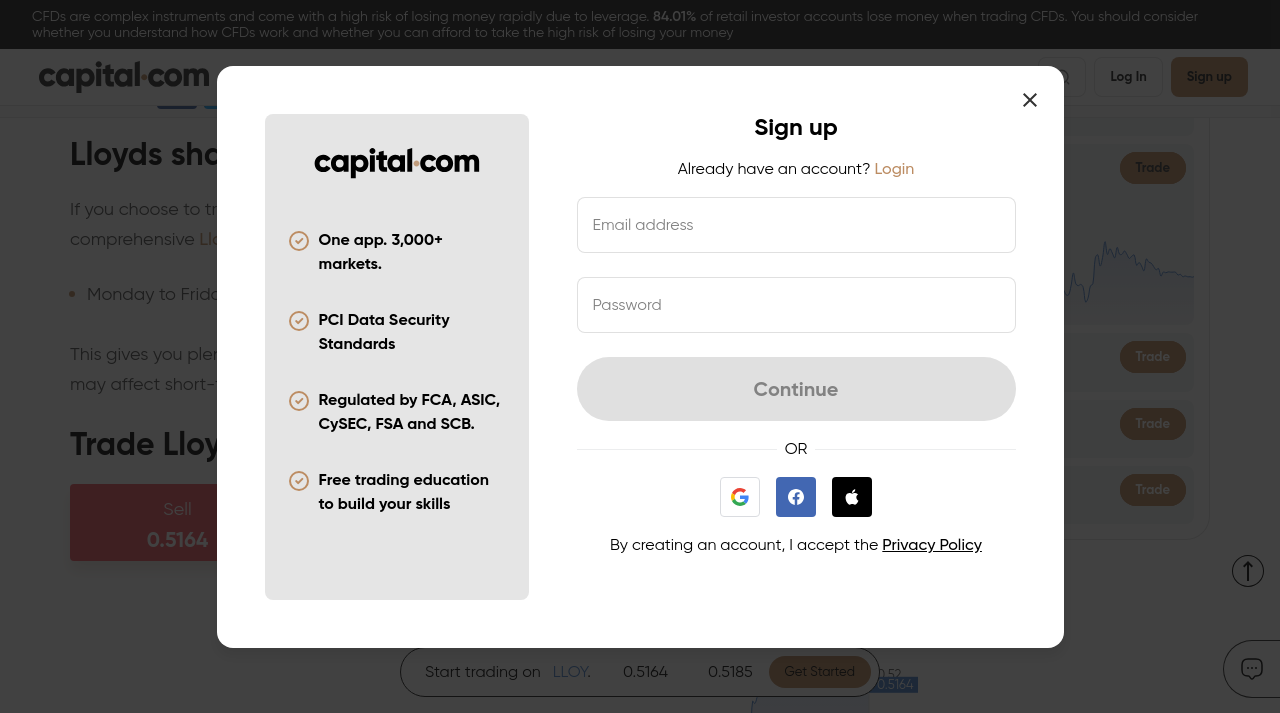 CFDs are complex instruments and come with a high risk of losing money rapidly due to leverage. 84.01% of retail investor accounts lose money when trading CFDs. You should consider
whether you understand how CFDs work and whether you can afford to take the high risk of losing your money
capital.com
Log In
Sign up
Lloyds sha
If you choose to tr
comprehensive Llo
Monday to Frida
This gives you plen
may affect short-
Trade Lloy
Sell
0.5164
Trade
Trade
Trade
Trade
capital.com
One app. 3,000+
markets.
PCI Data Security
Standards
Regulated by FCA, ASIC,
CySEC, FSA and SCB.
Free trading education
to build your skills
Sign up
Already have an account? Login
Email address
Password
Continue
OR
By creating an account, I accept the Privacy Policy
Start trading on LLOY. 0.5164 0.5185 Get Started
0.52
0.5164